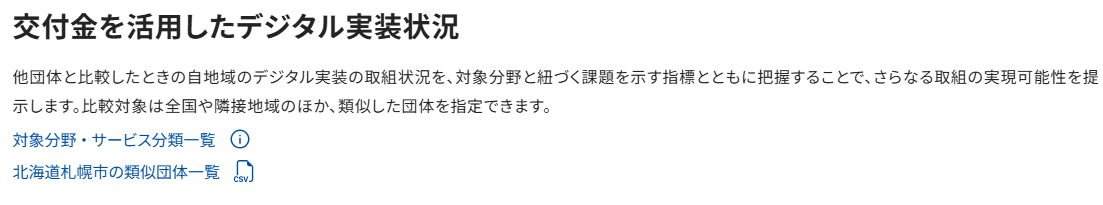 交付金を活用したデジタル実装状況
他団体と比較したときの自地域のデジタル実装の取組状況を、対象分野と紐づく課題を示す指標とともに把握することで、さらなる取組の実現可能性を提
示します。比較対象は全国や隣接地域のほか、類似した団体を指定できます。
対象分野・サービス分類一覧
北海道札幌市の類似団体一覧 CSV